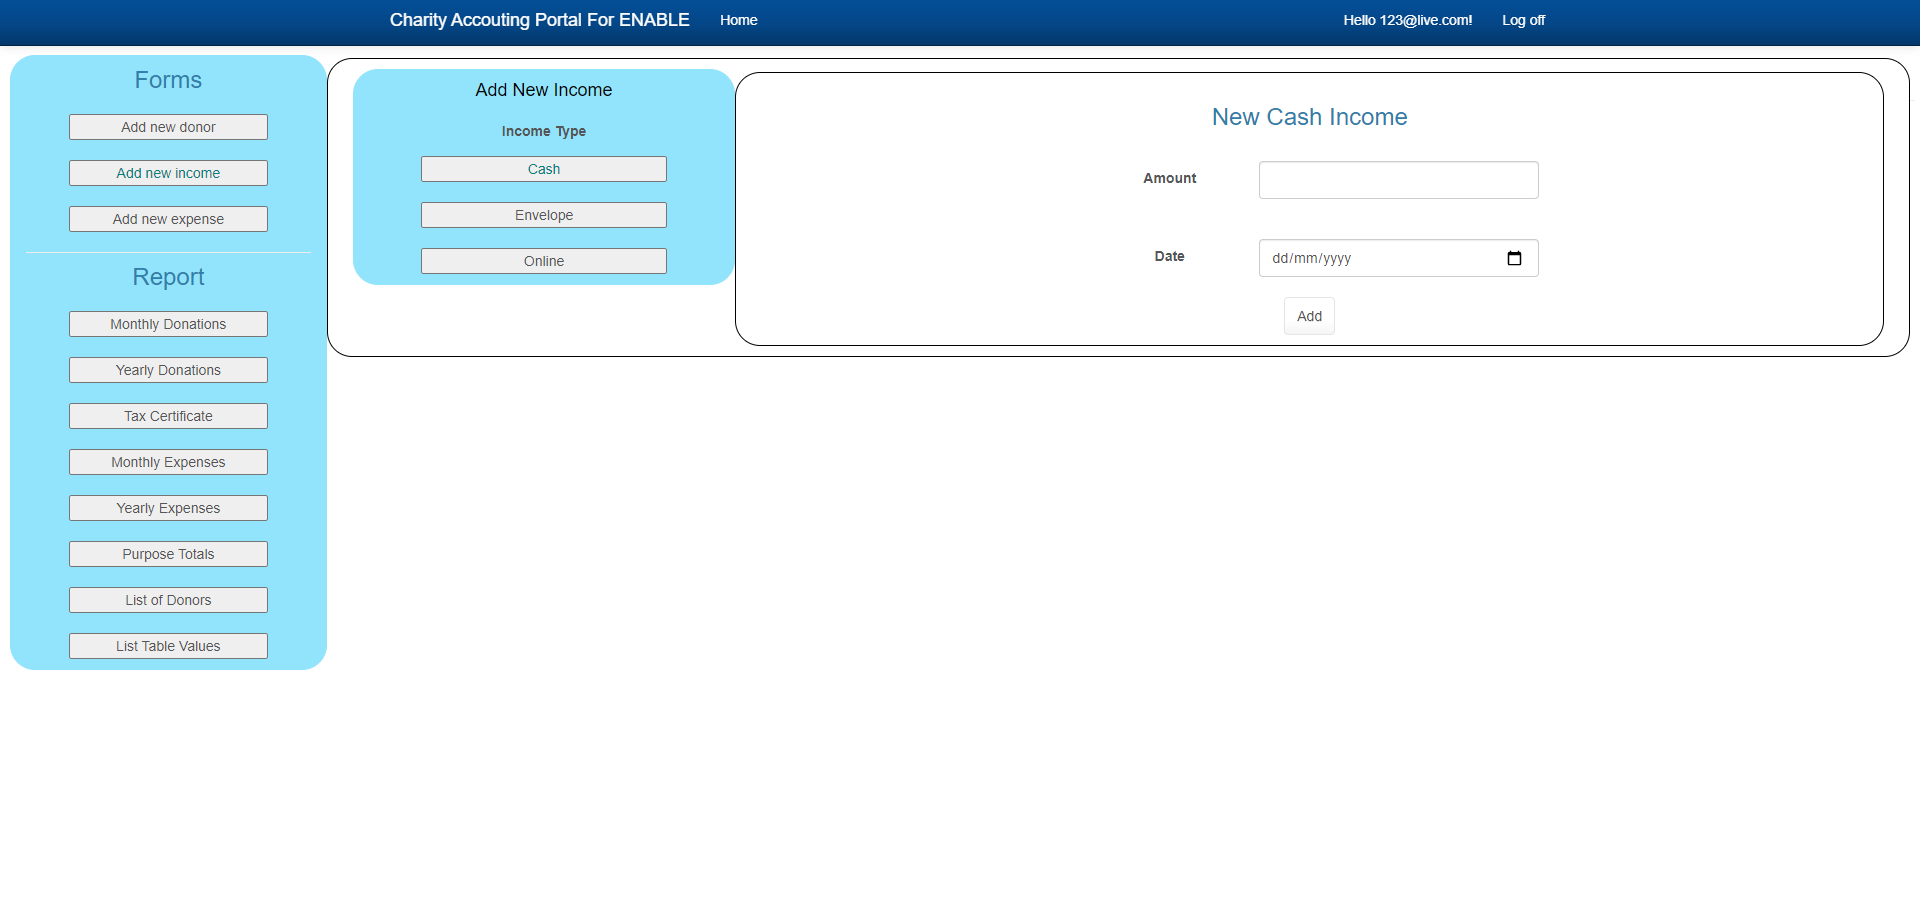 Charity Accouting Portal For ENABLE
Home
Hello 123@live.com!
Log off
Forms
Add new donor
Add new income
Add new expense
Report
Monthly Donations
Yearly Donations
Tax Certificate
Monthly Expenses
Yearly Expenses
Purpose Totals
List of Donors
List Table Values
Add New Income
Income Type
Cash
Envelope
Online
New Cash Income
Amount
Date
dd/mm/yyyy
Add